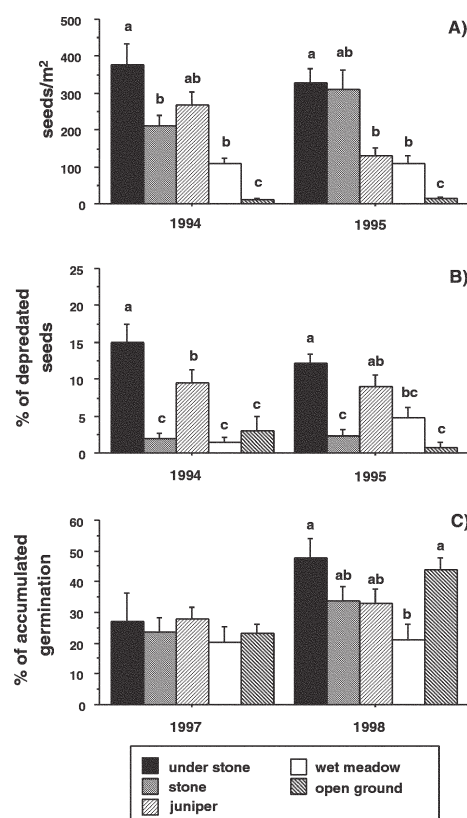 A)
seeds/m²
500
400
300
200
100
0
a
b
ab
b
c
a
ab
b
b
c
1994
1995
B)
% of depredated
seeds
25
20
15
10
5
0
a
c
b
c
c
a
c
ab
bc
c
1994
1995
C)
% of accumulated
germination
60
50
40
30
20
10
0
a
ab
ab
b
a
1997
1998
under stone
wet meadow
stone
open ground
juniper